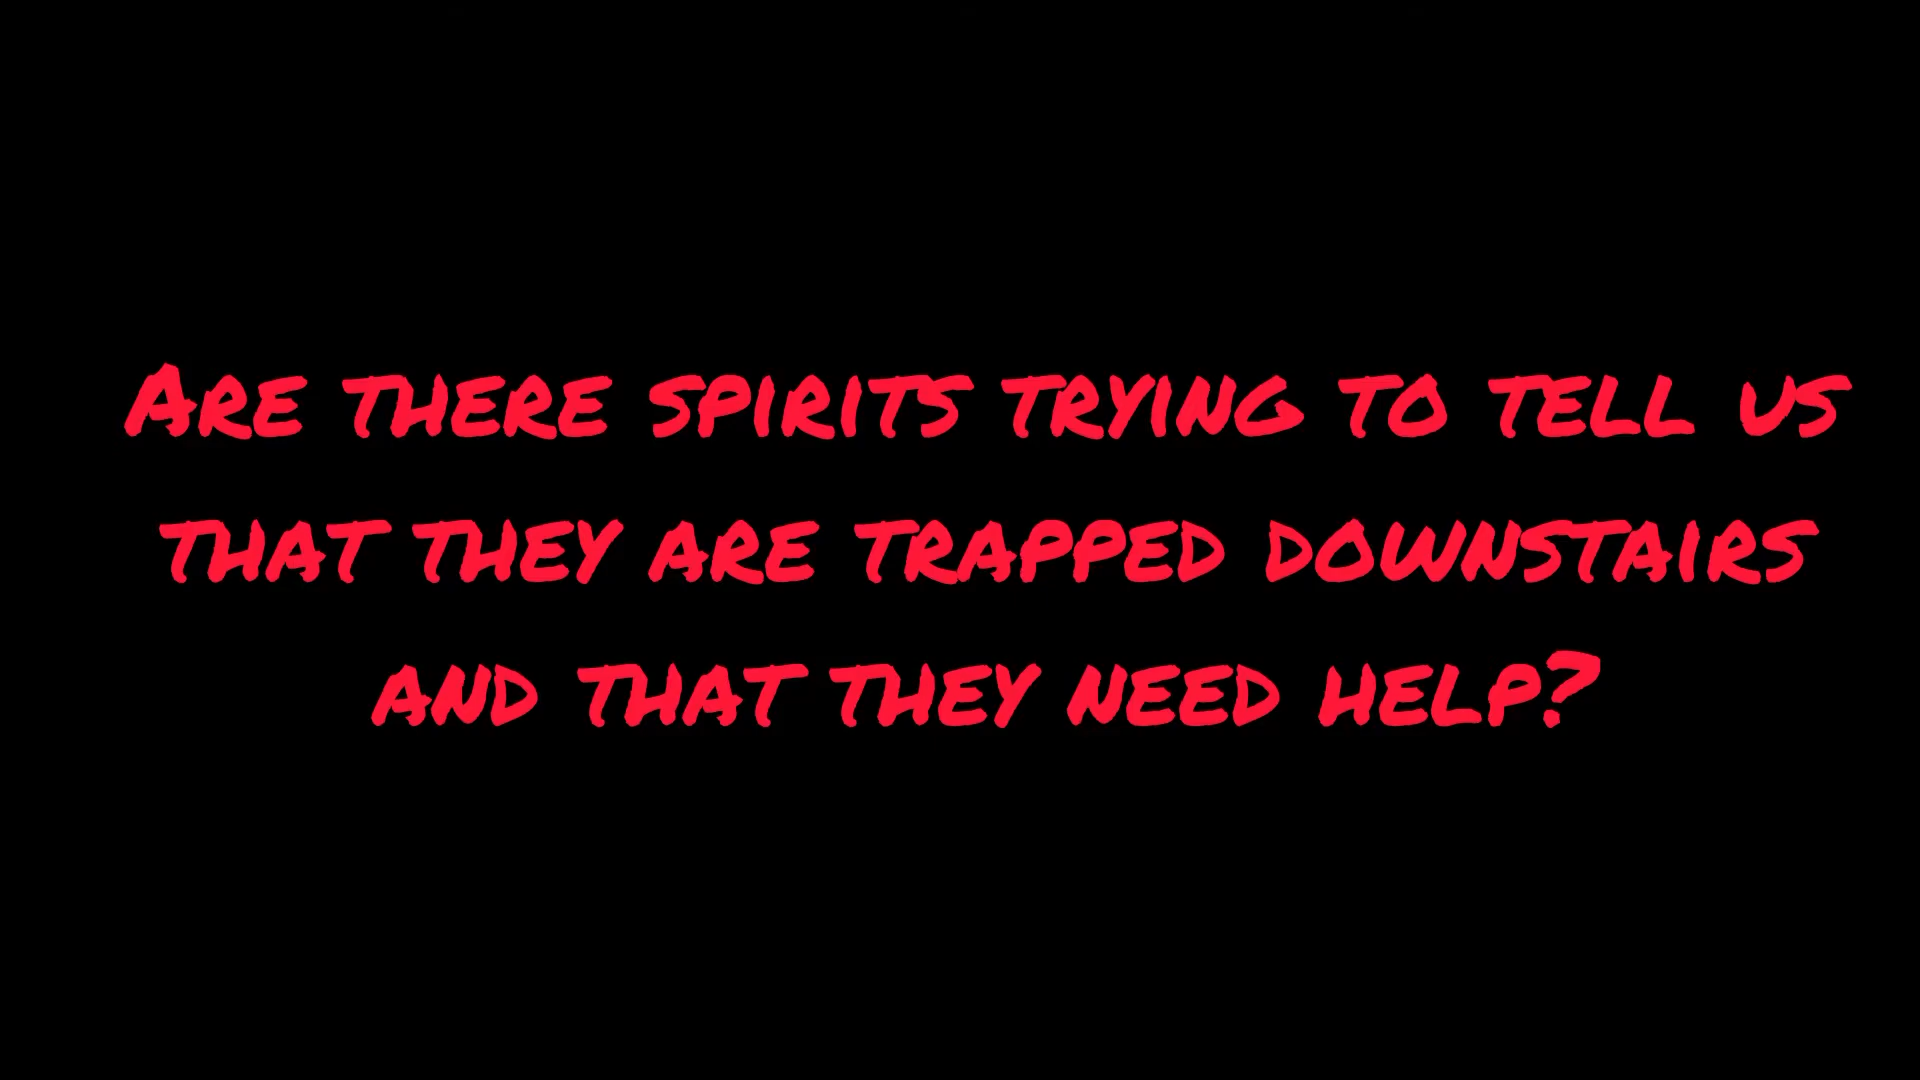 Are there spirits trying to tell us
that they are trapped downstairs
and that they need help?